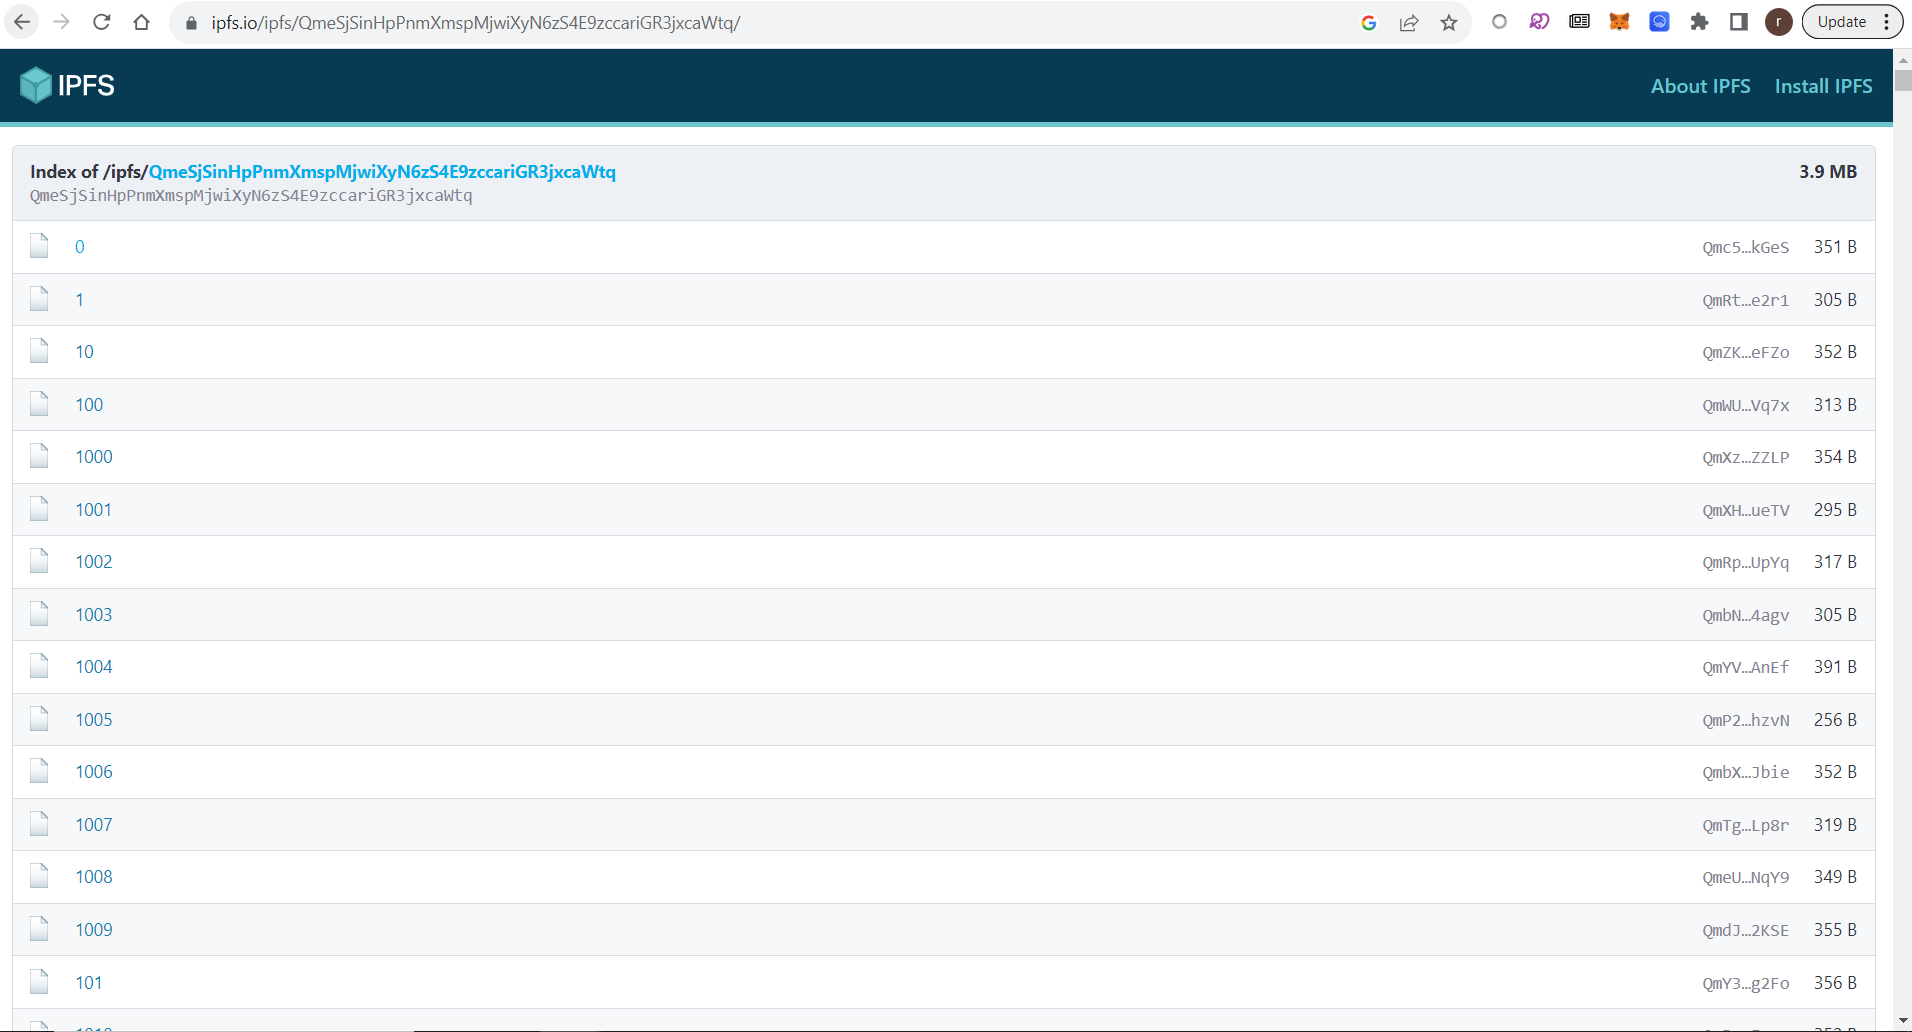 ipfs.io/ipfs/QmeSjSinHpPnmXmspMjwiXyN6zS4E9zccariGR3jxcaWtq/
r
Update
IPFS
About IPFS
Install IPFS
Index of /ipfs/QmeSjSinHpPnmXmspMjwiXyN6zS4E9zccariGR3jxcaWtq
3.9 MB
QmeSjSinHpPnmXmspMjwiXyN6zS4E9zccariGR3jxcaWtq
0 Qmc5…kGeS 351 B
1 QmRt…e2r1 305 B
10 QmZK…eFZo 352 B
100 QmWU…Vq7x 313 B
1000 QmXz…ZZLP 354 B
1001 QmXH…ueTV 295 B
1002 QmRp…UpYq 317 B
1003 QmbN…4agv 305 B
1004 QmYV…AnEf 391 B
1005 QmP2…hzvN 256 B
1006 QmbX…Jbie 352 B
1007 QmTg…Lp8r 319 B
1008 QmeU…NqY9 349 B
1009 QmdJ…2KSE 355 B
101 QmY3…g2Fo 356 B